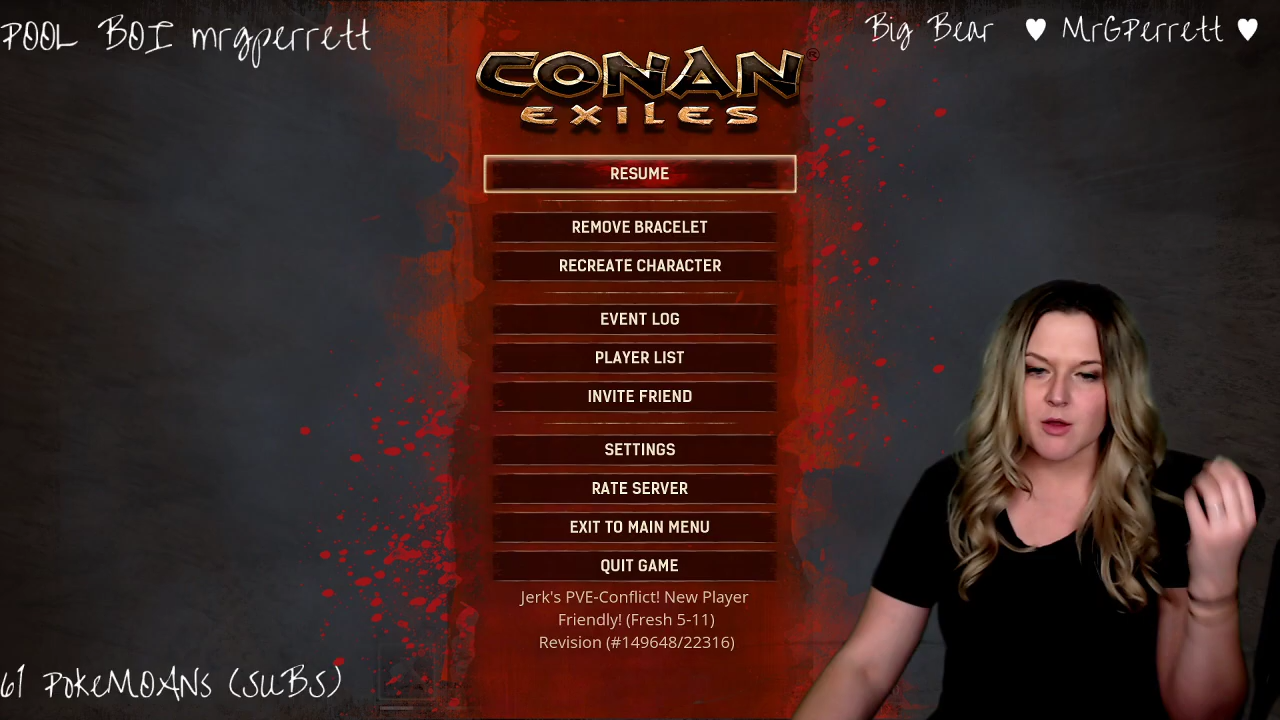 POOL BOI mrgperrett
Big Bear ♥ MrGPerrett ♥
CONAN®
EXILES
RESUME
REMOVE BRACELET
RECREATE CHARACTER
EVENT LOG
PLAYER LIST
INVITE FRIEND
SETTINGS
RATE SERVER
EXIT TO MAIN MENU
QUIT GAME
Jerk's PVE-Conflict! New Player
Friendly! (Fresh 5-11)
Revision (#149648/22316)
61 PokeMOANs (SUBS)